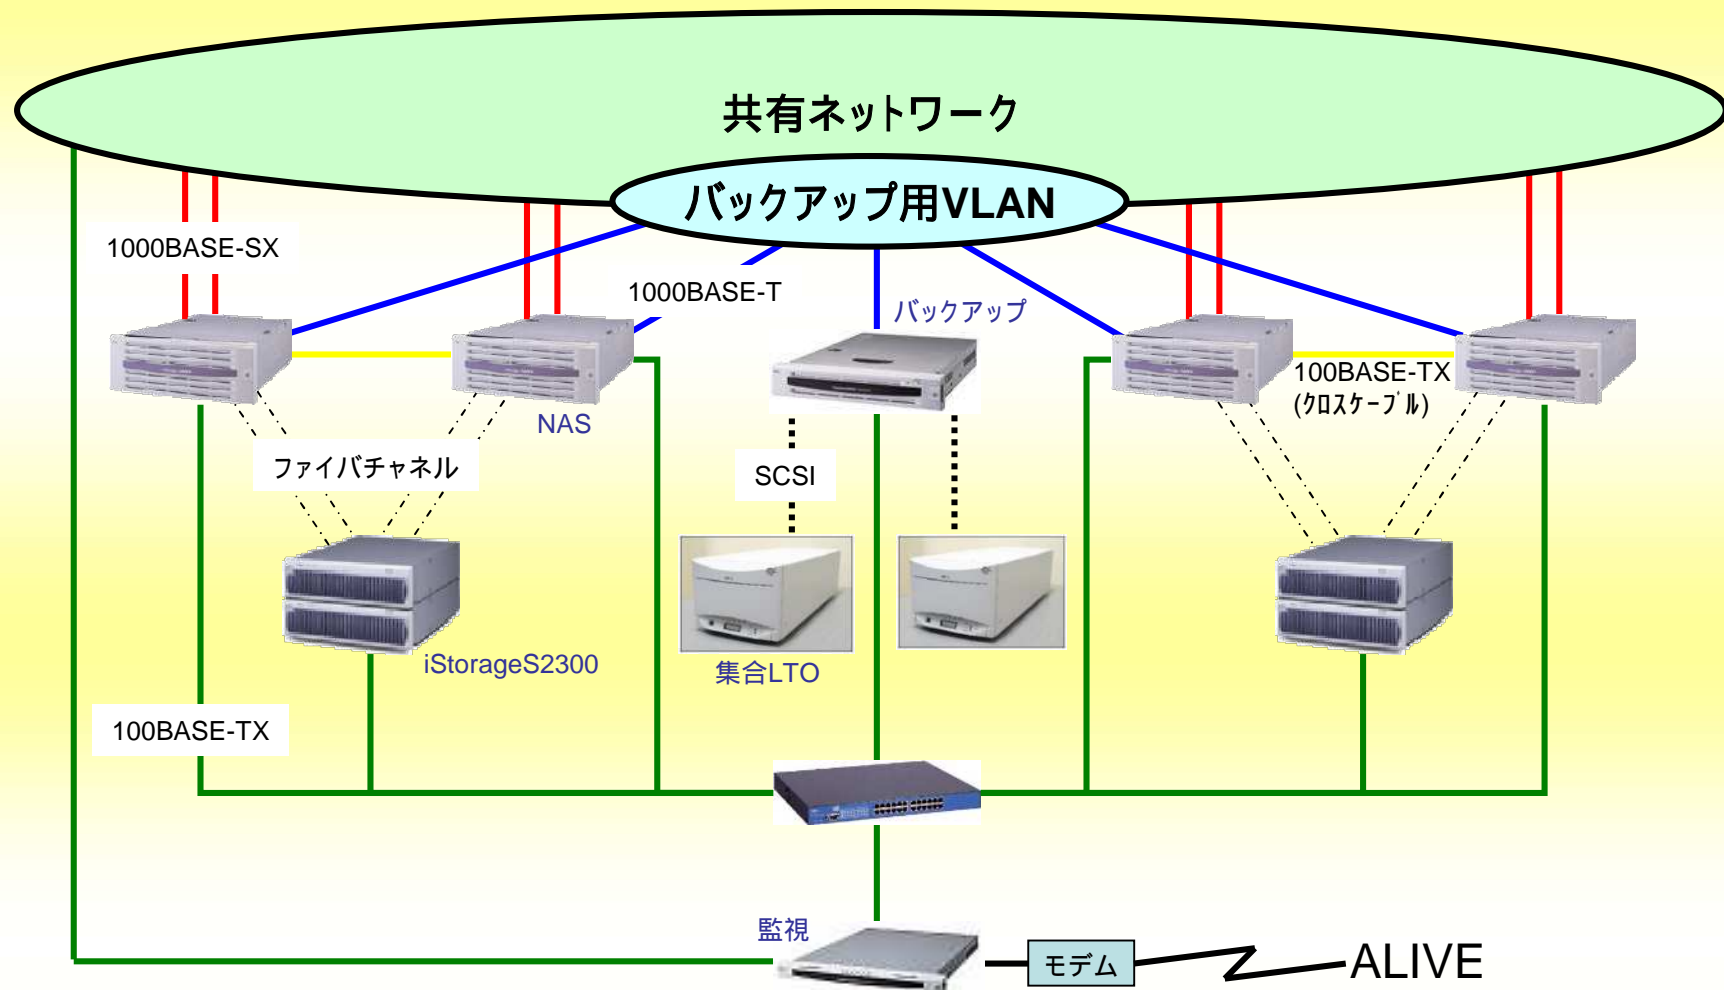 共有ネットワーク
バックアップ用VLAN
1000BASE-SX
1000BASE-T
バックアップ
100BASE-TX
(ｸﾛｽｹｰﾌﾞﾙ)
NAS
ファイバチャネル
SCSI
iStorageS2300
集合LTO
100BASE-TX
監視
モデム
ALIVE